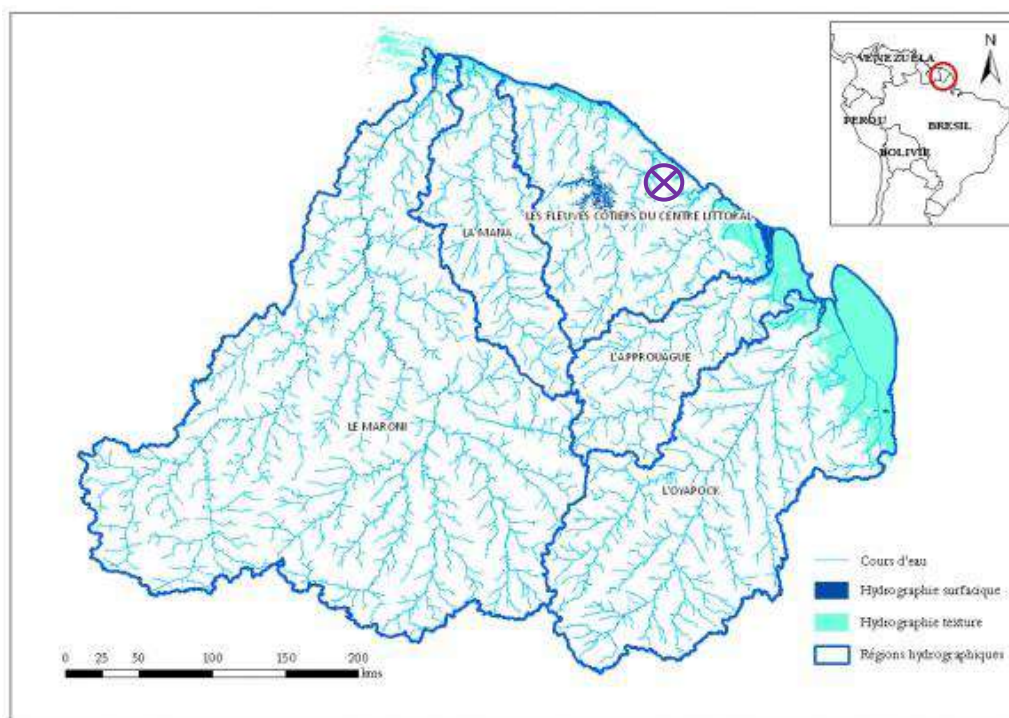 VENEZUELA
N
PEROU
BRESIL
BOLIVIE
LES FLEUVES CÔTIERS DU CENTRE LITTORAL
LA MANA
L'APPROUAGUE
LE MARONI
L'OYAPOCK
Cours d'eau
Hydrographie surfacique
Hydrographie texture
Régions hydrographiques
0 25 50 100 150 200
kms